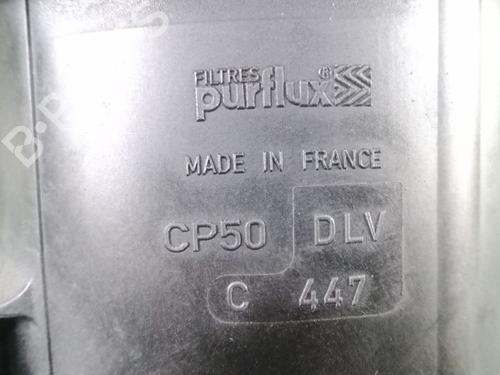 FILTRES
purflux®
MADE IN FRANCE
CP50 DLV
C 447